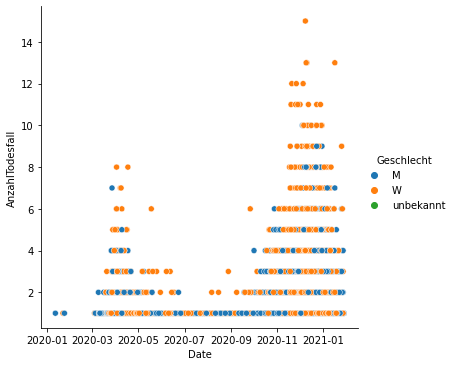 14
12
10
8
6
4
2
AnzahlTodesfall
2020-01 2020-03 2020-05 2020-07 2020-09 2020-11 2021-01
Date
Geschlecht
M
W
unbekannt